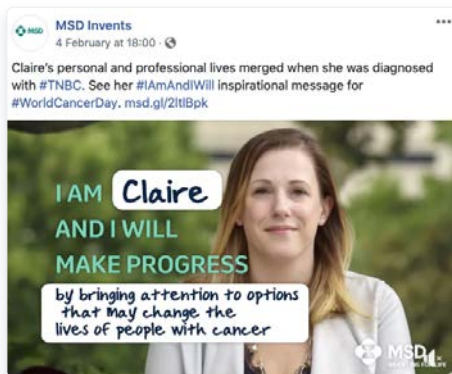 MSD
MSD Invents
4 February at 18:00 ·
Claire's personal and professional lives merged when she was diagnosed
with #TNBC. See her #IAmAndIWill inspirational message for
#WorldCancerDay. msd.gl/2ltIBpk
I AM Claire
AND I WILL
MAKE PROGRESS
by bringing attention to options
that may change the
lives of people with cancer
MSD